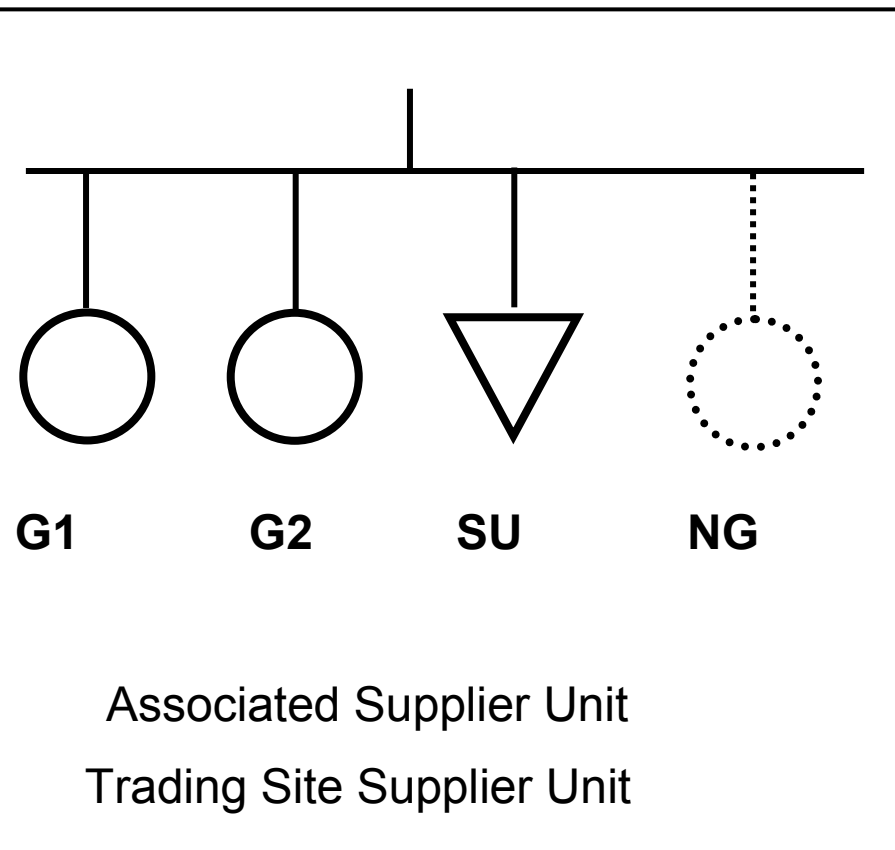 G1 G2 SU NG
Associated Supplier Unit
Trading Site Supplier Unit